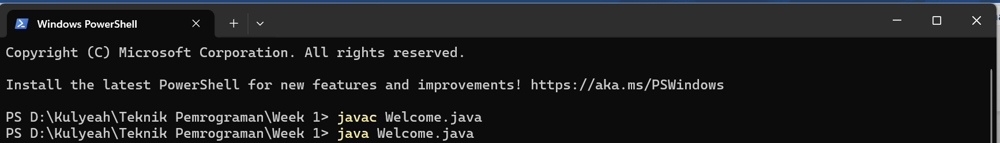 Windows PowerShell
Copyright (C) Microsoft Corporation. All rights reserved.
Install the latest PowerShell for new features and improvements! https://aka.ms/PSWindows
PS D:\Kulyeah\Teknik Pemrograman\Week 1> javac Welcome.java
PS D:\Kulyeah\Teknik Pemrograman\Week 1> java Welcome.java